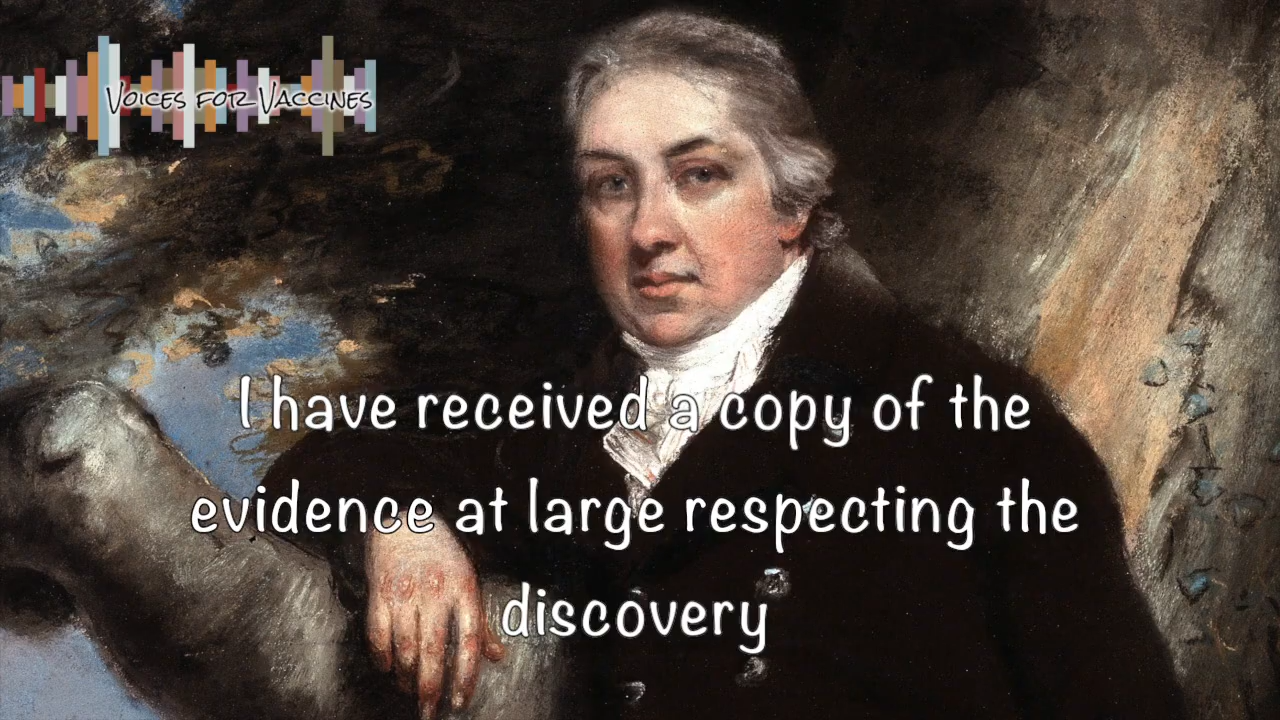 Voices for Vaccines
I have received a copy of the
evidence at large respecting the
discovery